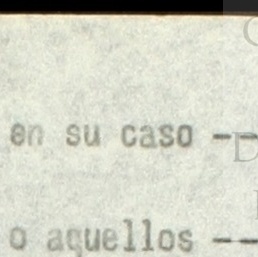 en su caso --
o aquellos --